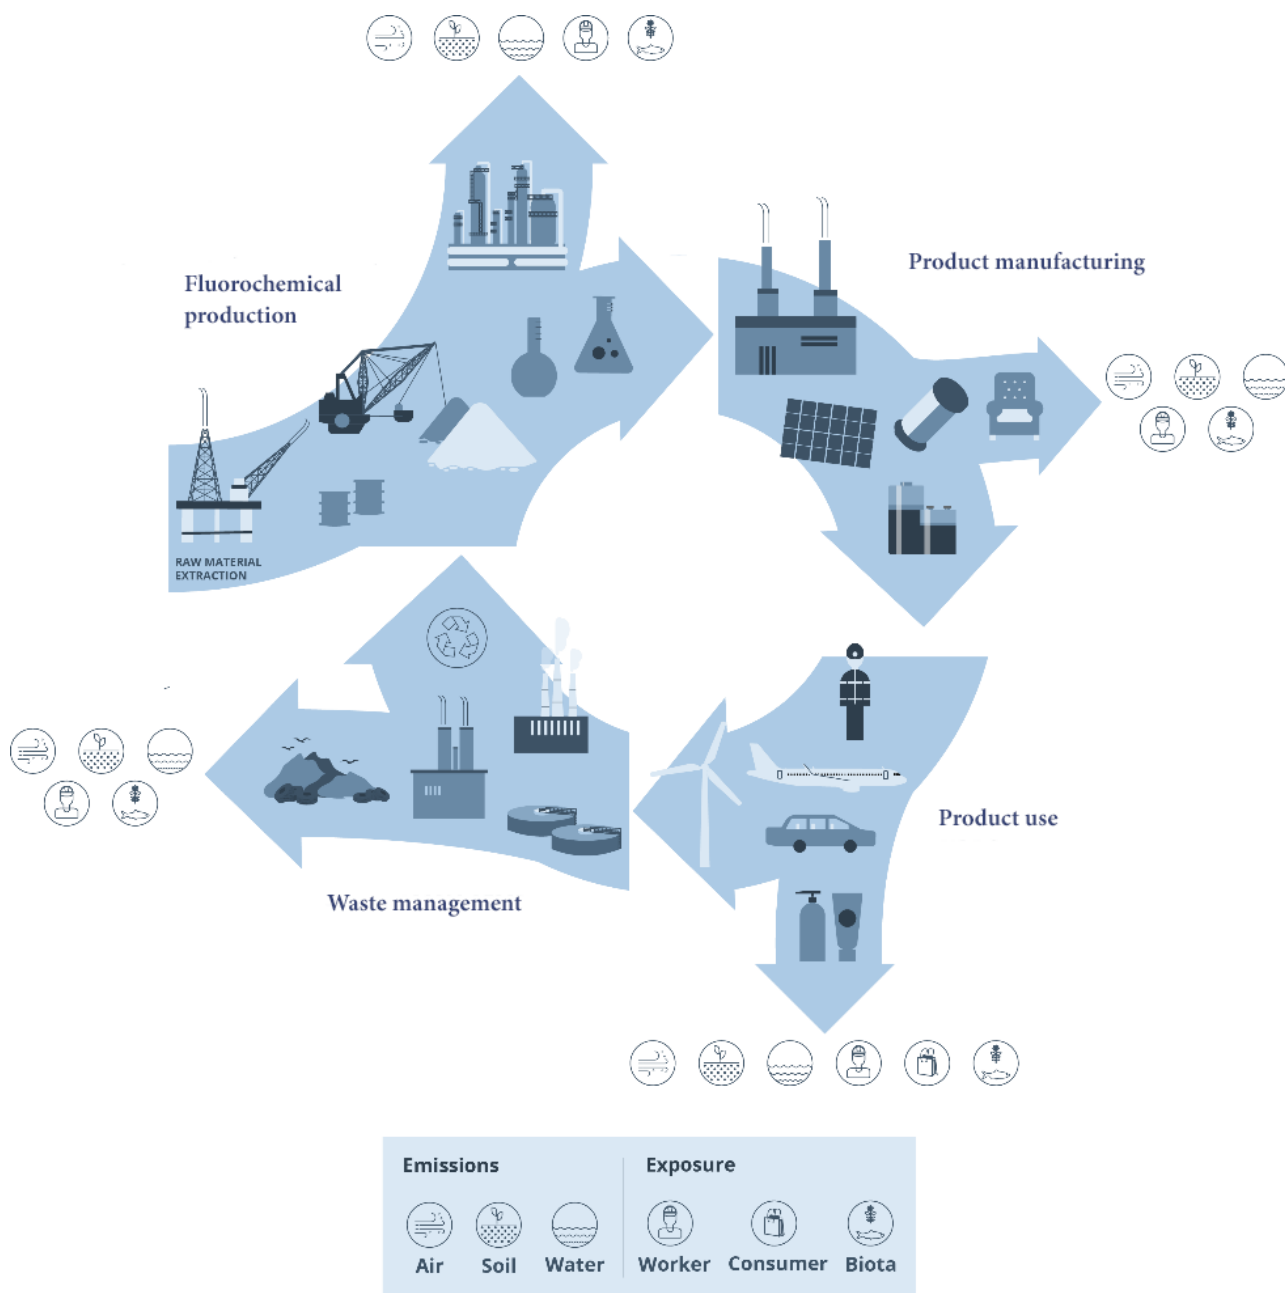 Fluorochemical
production
Product manufacturing
RAW MATERIAL
EXTRACTION
Product use
Waste management
Emissions
Exposure
Air
Soil
Water
Worker
Consumer
Biota